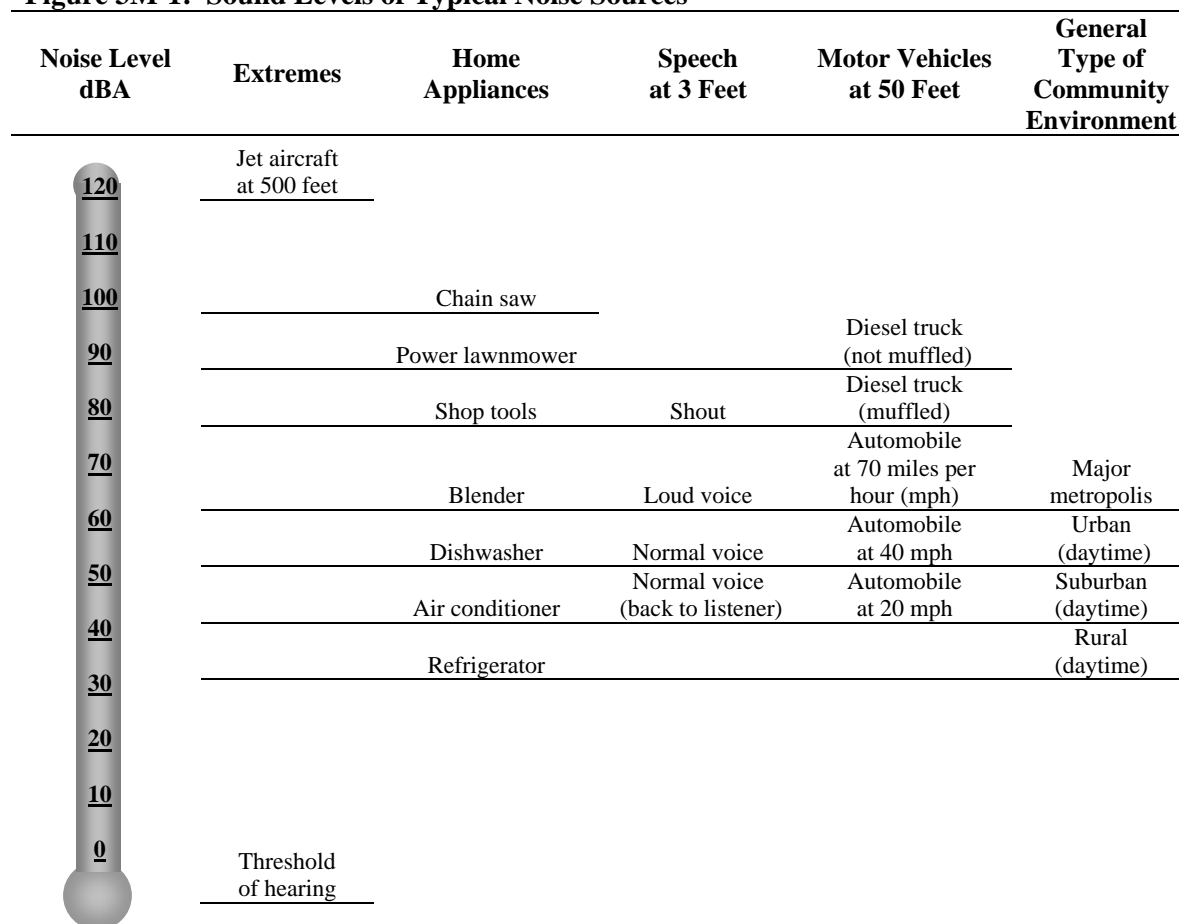 Figure 3M-1: Sound Levels of Typical Noise Sources
Noise Level
dBA
Extremes
Home
Appliances
Speech
at 3 Feet
Motor Vehicles
at 50 Feet
General
Type of
Community
Environment
120
Jet aircraft
at 500 feet
110
100
Chain saw
90
Power lawnmower
Diesel truck
(not muffled)
80
Shop tools
Shout
Diesel truck
(muffled)
70
Blender
Loud voice
Automobile
at 70 miles per
hour (mph)
Major
metropolis
60
Dishwasher
Normal voice
Automobile
at 40 mph
Urban
(daytime)
50
Air conditioner
Normal voice
(back to listener)
Automobile
at 20 mph
Suburban
(daytime)
40
Refrigerator
Rural
(daytime)
30
20
10
0
Threshold
of hearing